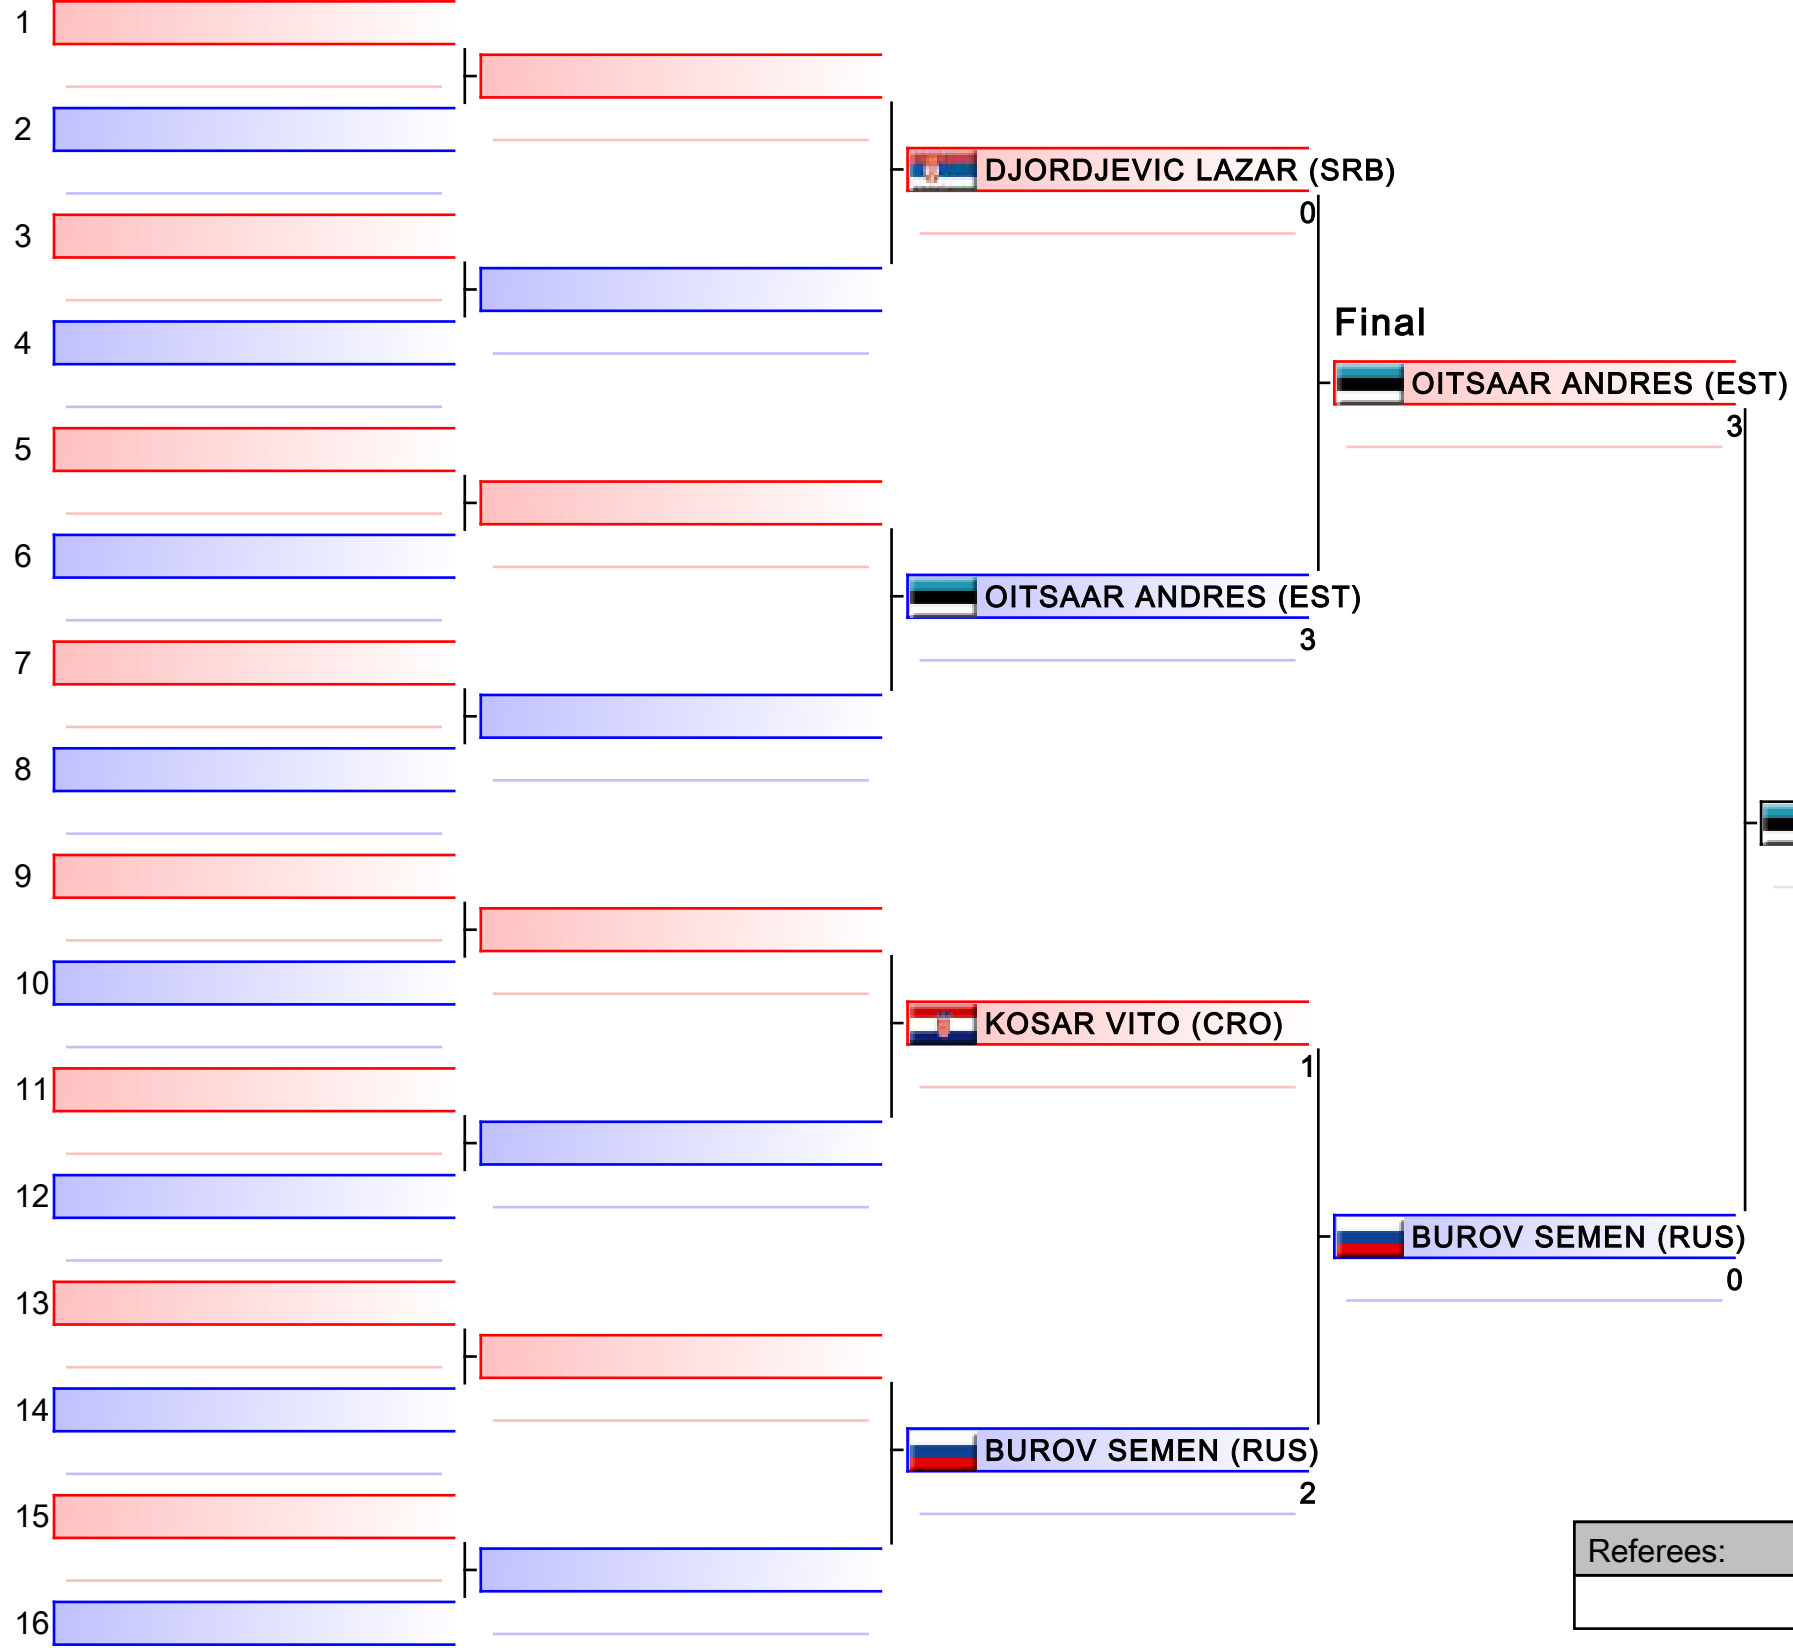 1
2
DJORDJEVIC LAZAR (SRB)
0
3
Final
4
OITSAAR ANDRES (EST)
3
5
6
OITSAAR ANDRES (EST)
3
7
8
9
10
KOSAR VITO (CRO)
1
11
12
BUROV SEMEN (RUS)
0
13
14
BUROV SEMEN (RUS)
2
15
Referees:
16